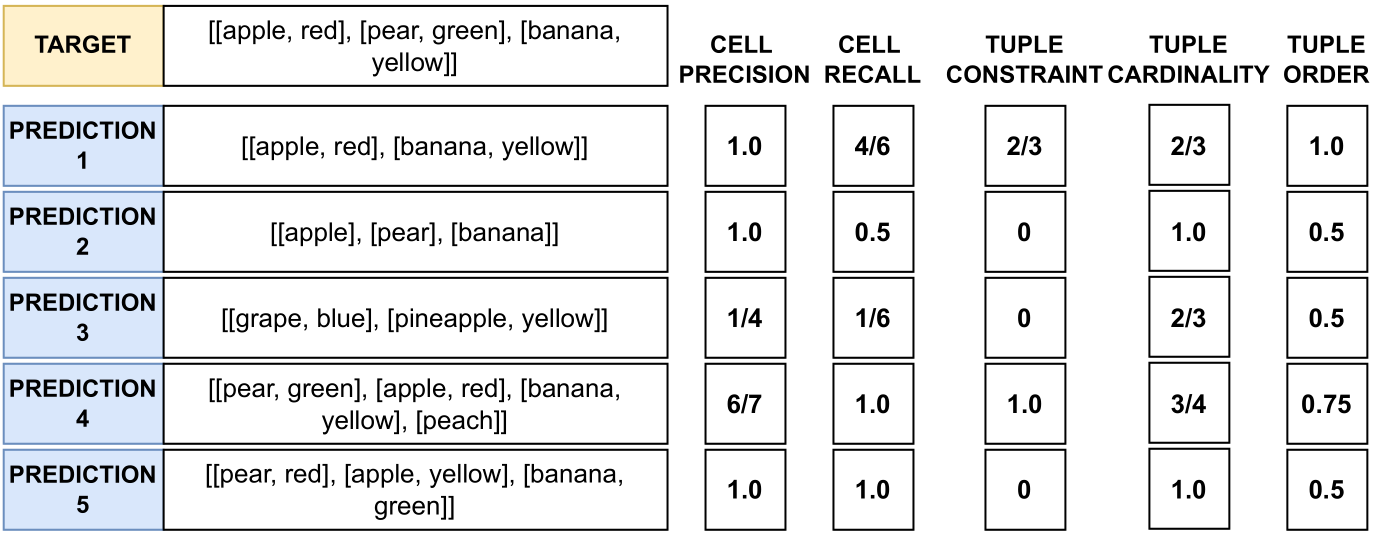 TARGET
[[apple, red], [pear, green], [banana,
yellow]]
CELL
PRECISION
CELL
RECALL
TUPLE
CONSTRAINT
TUPLE
CARDINALITY
TUPLE
ORDER
PREDICTION
1
[[apple, red], [banana, yellow]]
1.0
4/6
2/3
2/3
1.0
PREDICTION
2
[[apple], [pear], [banana]]
1.0
0.5
0
1.0
0.5
PREDICTION
3
[[grape, blue], [pineapple, yellow]]
1/4
1/6
0
2/3
0.5
PREDICTION
4
[[pear, green], [apple, red], [banana,
yellow], [peach]]
6/7
1.0
1.0
3/4
0.75
PREDICTION
5
[[pear, red], [apple, yellow], [banana,
green]]
1.0
1.0
0
1.0
0.5